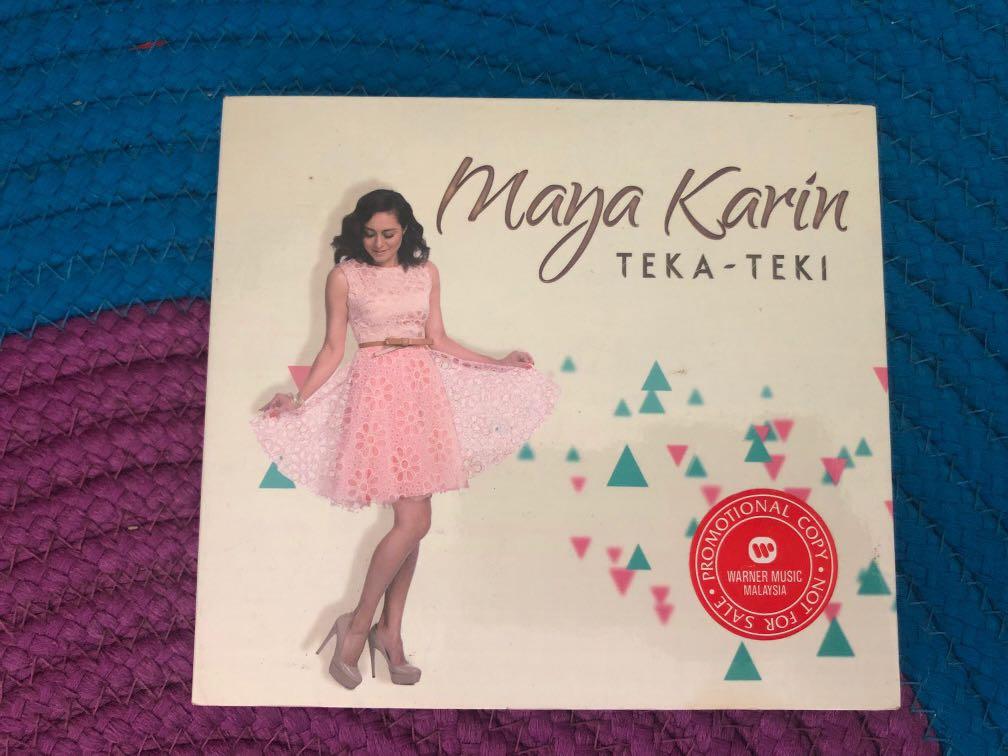 Maya Karin
TEKA-TEKI
PROMOTIONAL COPY • NOT FOR SALE •
WARNER MUSIC
MALAYSIA